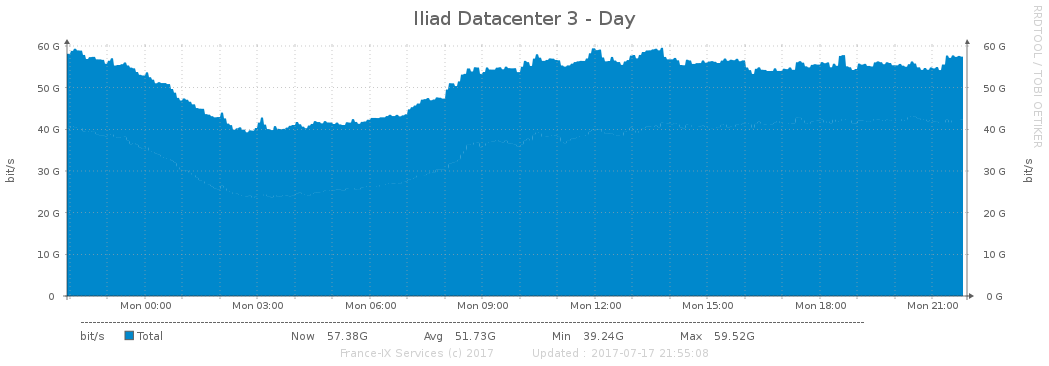 Iliad Datacenter 3 - Day
RRDTOOL / TOBI OETIKER
60 G 60 G
50 G 50 G
40 G 40 G
30 G 30 G
20 G 20 G
10 G 10 G
0 0 G
bit/s bit/s
Mon 00:00 Mon 03:00 Mon 06:00 Mon 09:00 Mon 12:00 Mon 15:00 Mon 18:00 Mon 21:00
bit/s Total Now 57.38G Avg 51.73G Min 39.24G Max 59.52G
France-IX Services (c) 2017 Updated : 2017-07-17 21:55:08